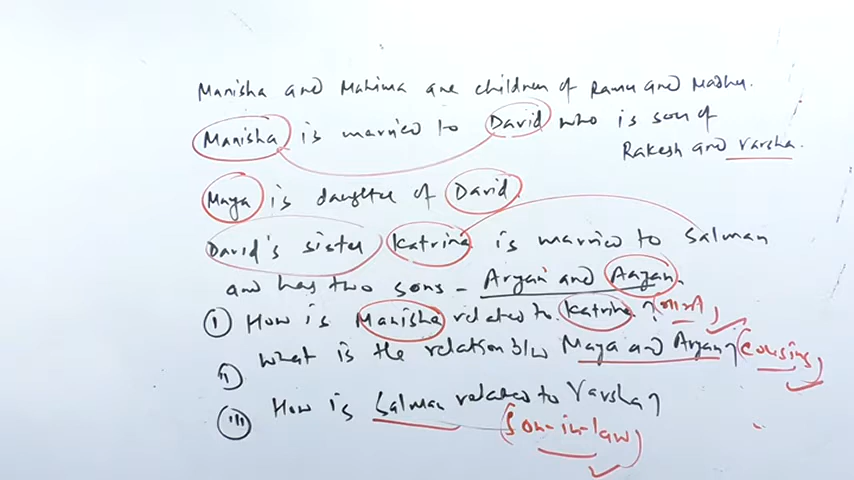 Manisha and Mahima are children of Ramu and Madhu.
Manisha is married to David who is son of
Rakesh and Varsha.
Maya is daughter of David.
David's sister Katrina is married to Salman
and has two sons - Aryan and Aayan.
(i) How is Manisha related to Katrina? (भाभी)
(ii) What is the relation b/w Maya and Aryan? (cousins)
(iii) How is Salman related to Varsha?
(son-in-law)